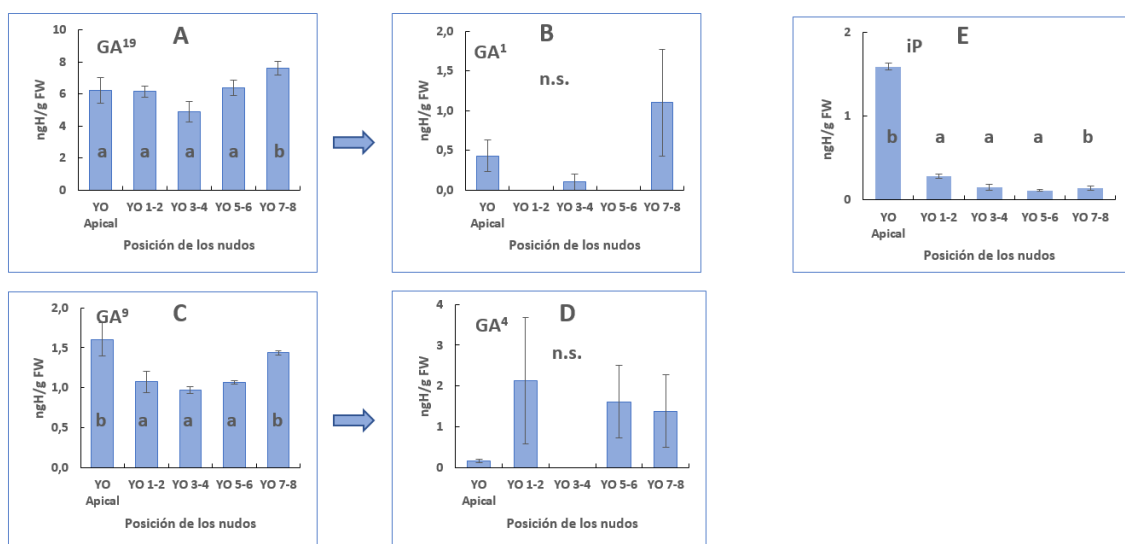 A
GA19
ngH/g FW
10
8
6
4
2
0
a a a a b
YO Apical YO 1-2 YO 3-4 YO 5-6 YO 7-8
Posición de los nudos
B
GA1
n.s.
ngH/g FW
2,0
1,5
1,0
0,5
0,0
YO Apical YO 1-2 YO 3-4 YO 5-6 YO 7-8
Posición de los nudos
E
iP
ngH/g FW
2
1
0
b a a a b
YO Apical YO 1-2 YO 3-4 YO 5-6 YO 7-8
Posición de los nudos
C
GA9
ngH/g FW
2,0
1,5
1,0
0,5
0,0
b a a a b
YO Apical YO 1-2 YO 3-4 YO 5-6 YO 7-8
Posición de los nudos
D
GA4
n.s.
ngH/g FW
4
3
2
1
0
YO Apical YO 1-2 YO 3-4 YO 5-6 YO 7-8
Posición de los nudos